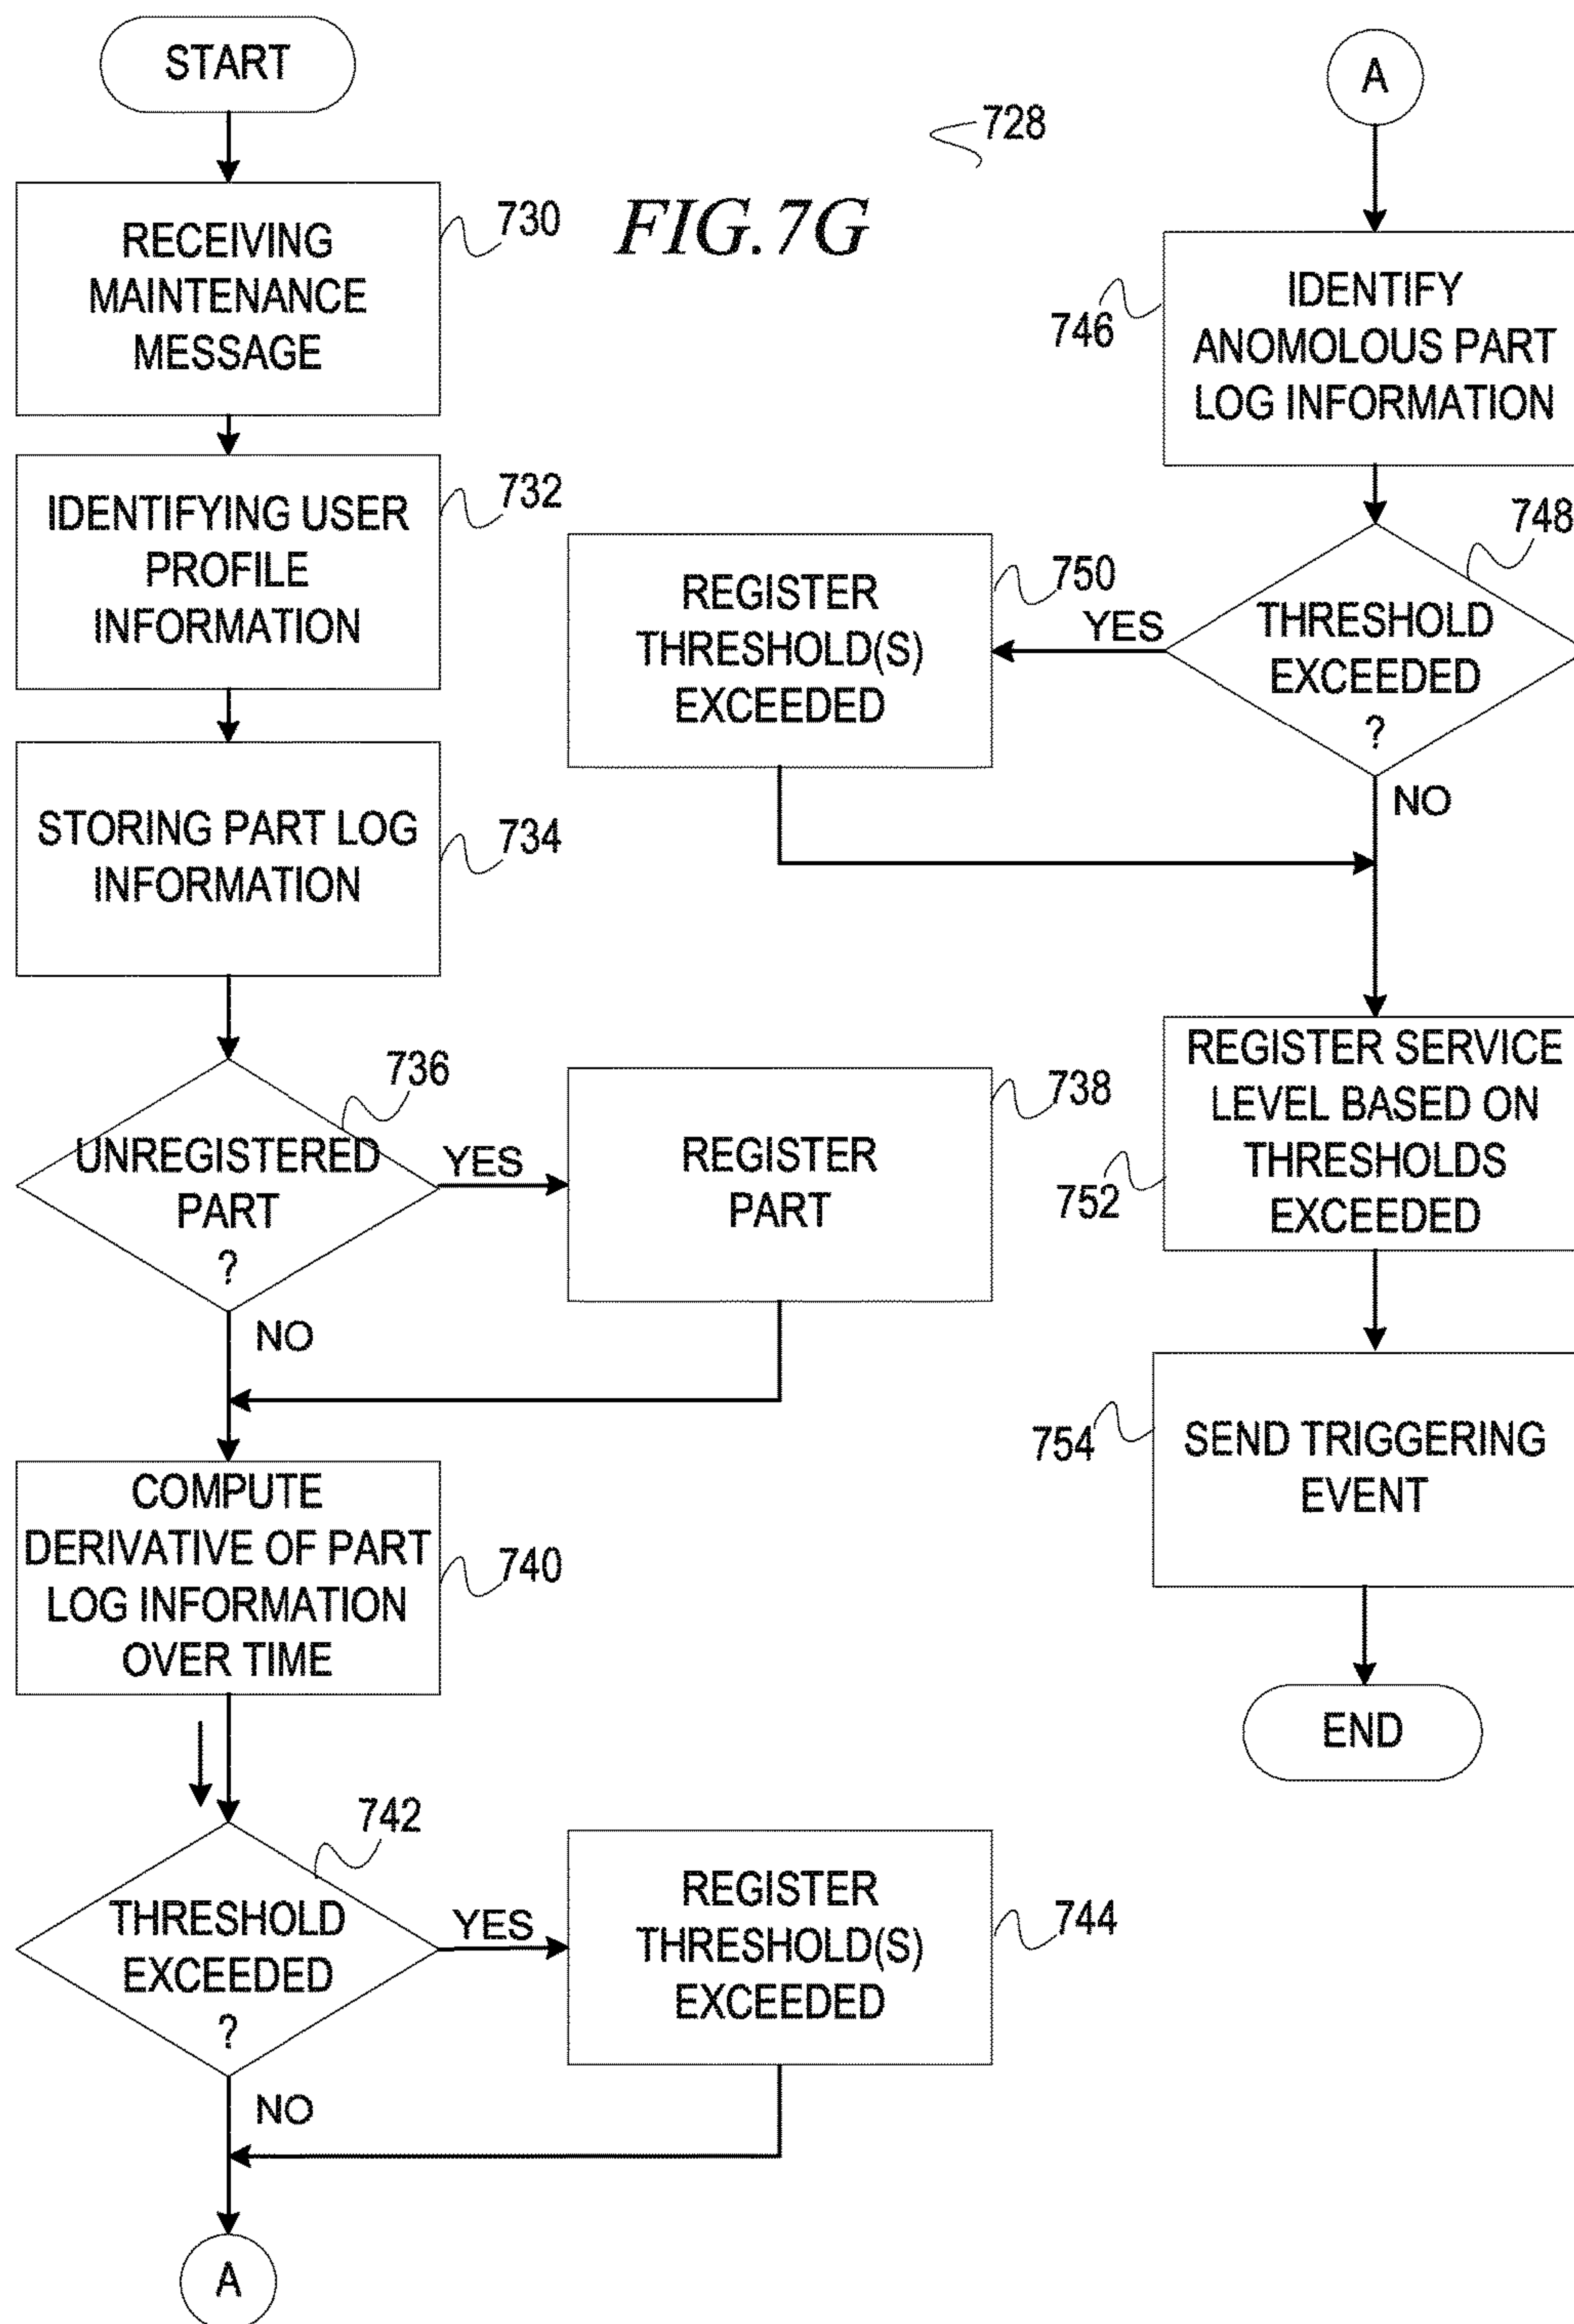 START
RECEIVING
MAINTENANCE
MESSAGE
730
FIG. 7G
728
IDENTIFYING USER
PROFILE
INFORMATION
732
STORING PART LOG
INFORMATION
734
UNREGISTERED
PART
?
736
YES
NO
REGISTER
PART
738
COMPUTE
DERIVATIVE OF PART
LOG INFORMATION
OVER TIME
740
THRESHOLD
EXCEEDED
?
742
YES
NO
REGISTER
THRESHOLD(S)
EXCEEDED
744
A
A
IDENTIFY
ANOMOLOUS PART
LOG INFORMATION
746
THRESHOLD
EXCEEDED
?
748
YES
NO
REGISTER
THRESHOLD(S)
EXCEEDED
750
REGISTER SERVICE
LEVEL BASED ON
THRESHOLDS
EXCEEDED
752
SEND TRIGGERING
EVENT
754
END